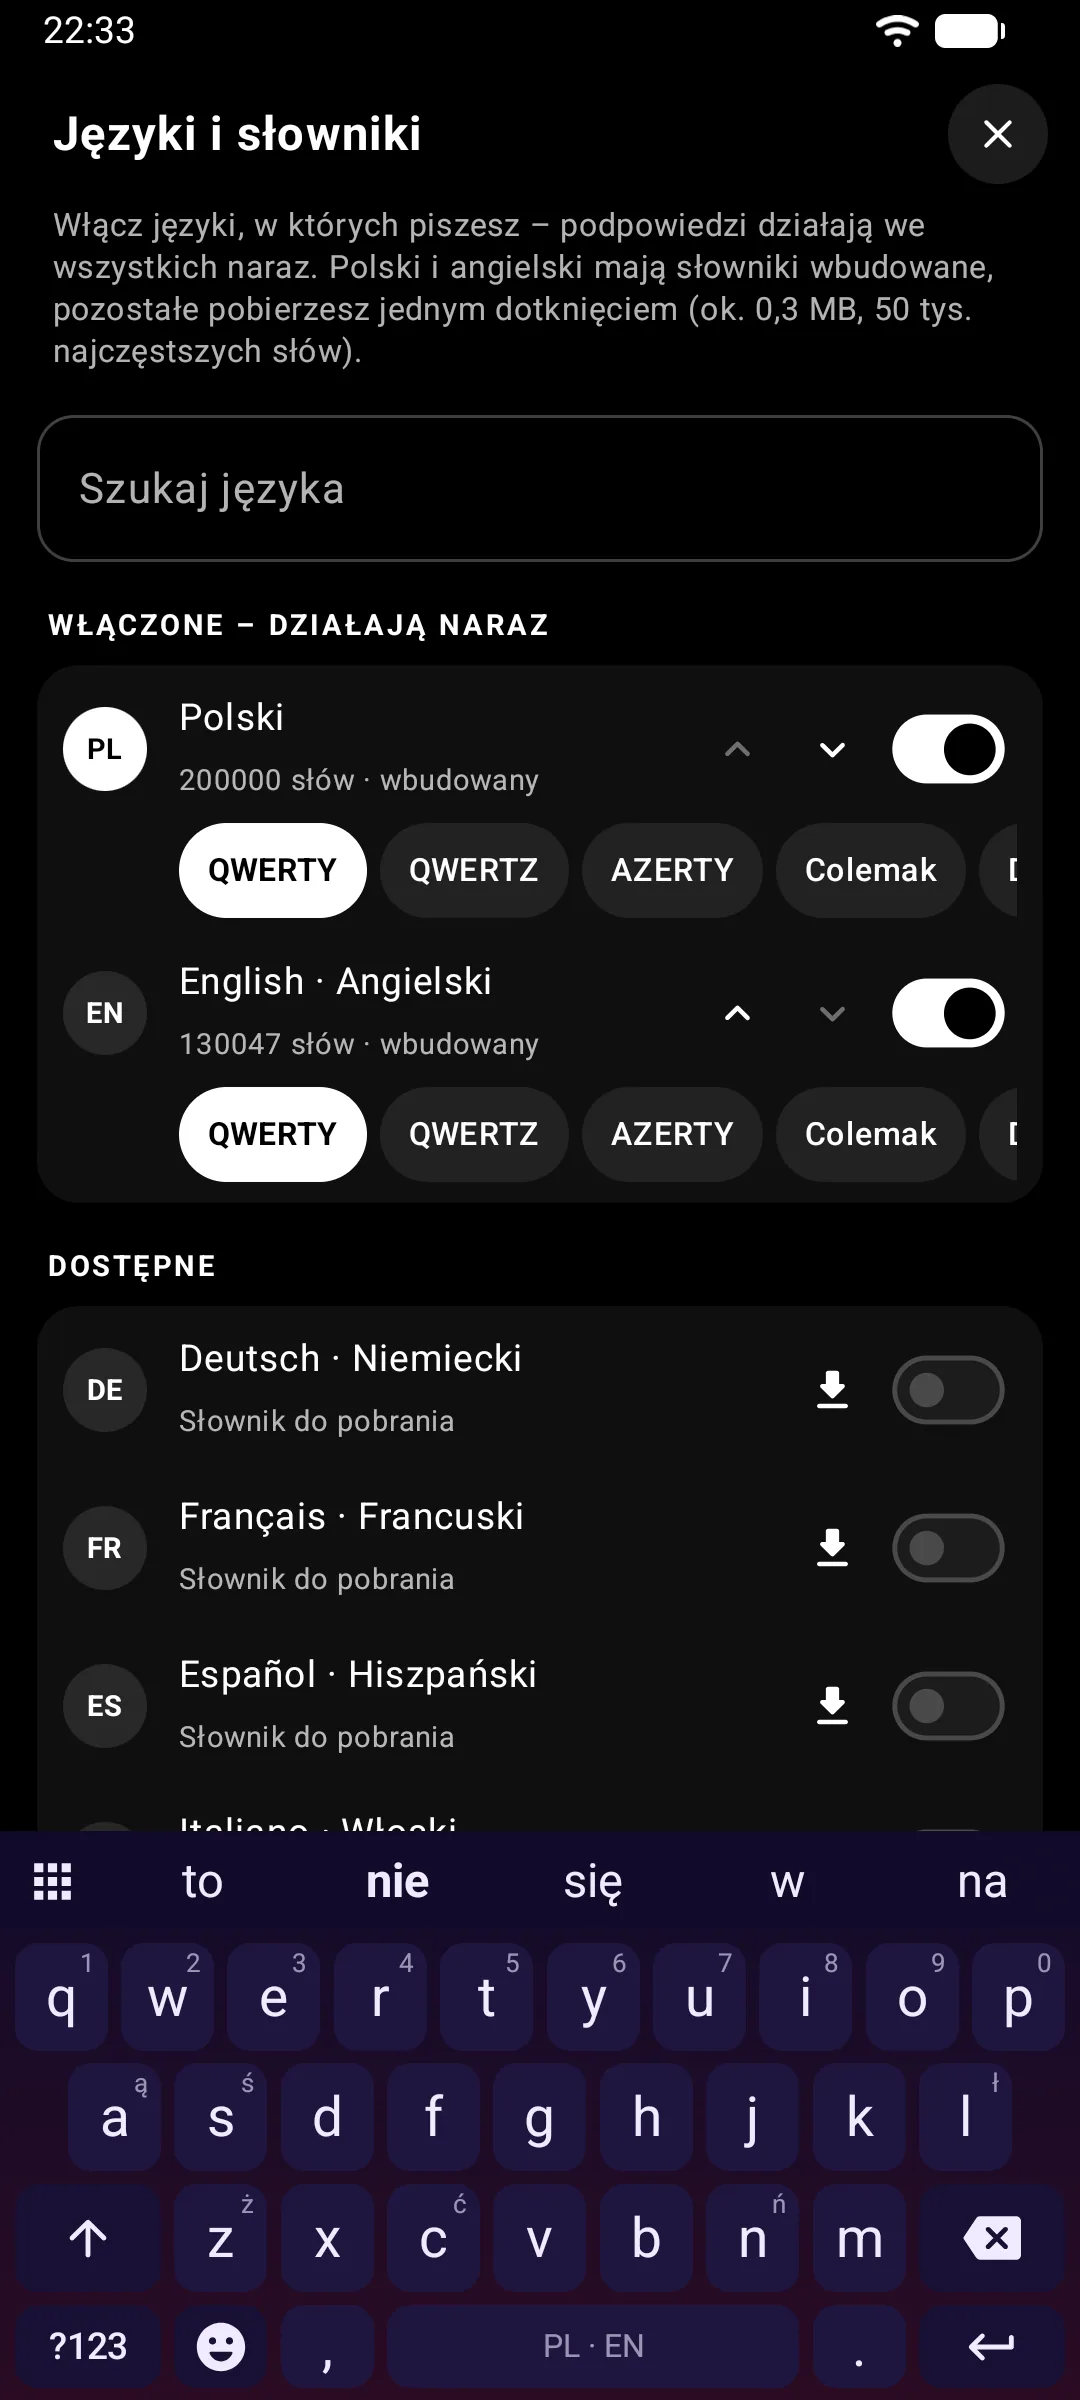 22:33
Języki i słowniki
Włącz języki, w których piszesz – podpowiedzi działają we
wszystkich naraz. Polski i angielski mają słowniki wbudowane,
pozostałe pobierzesz jednym dotknięciem (ok. 0,3 MB, 50 tys.
najczęstszych słów).
Szukaj języka
WŁĄCZONE – DZIAŁAJĄ NARAZ
PL
Polski
200000 słów · wbudowany
QWERTY QWERTZ AZERTY Colemak
EN
English · Angielski
130047 słów · wbudowany
QWERTY QWERTZ AZERTY Colemak
DOSTĘPNE
DE
Deutsch · Niemiecki
Słownik do pobrania
FR
Français · Francuski
Słownik do pobrania
ES
Español · Hiszpański
Słownik do pobrania
Italiano · Włoski
to nie się w na
1 2 3 4 5 6 7 8 9 0
q w e r t y u i o p
ą ś ł
a s d f g h j k l
ż ć ń
z x c v b n m
?123 , PL · EN .